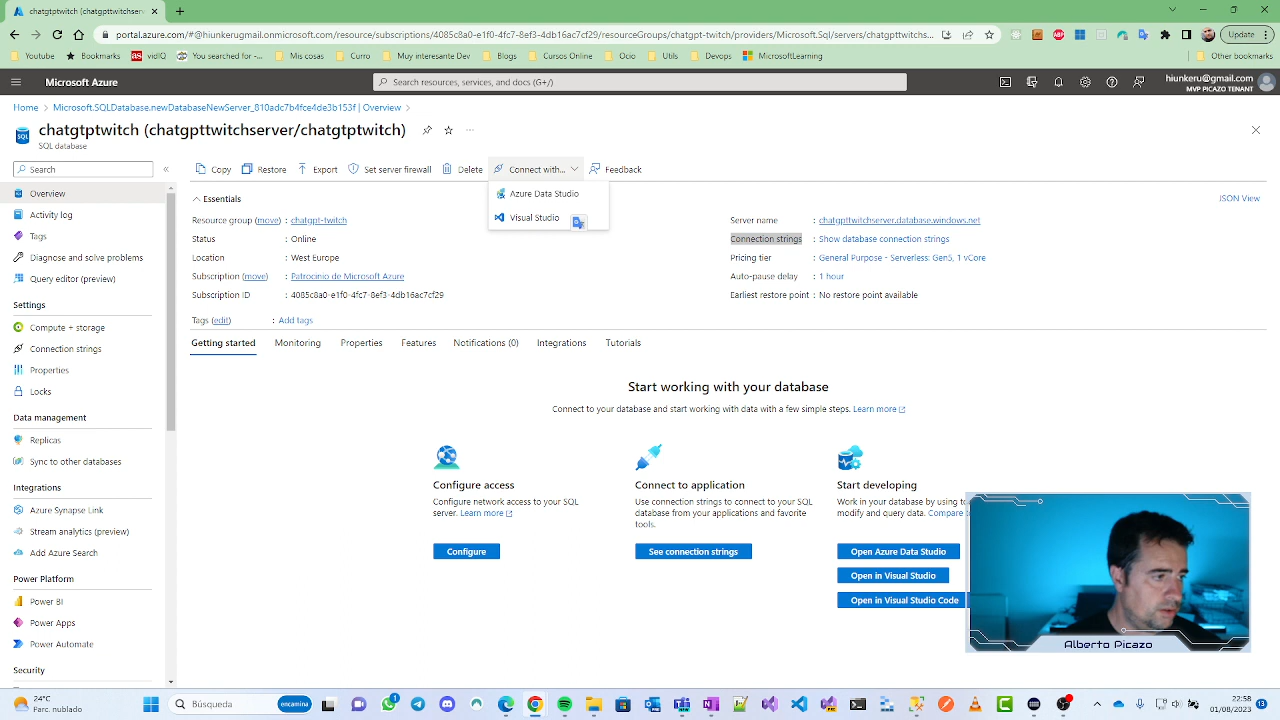 chatgtptwitch (chatgpttwitchserv
Update
portal.azure.com/#@hiunkerugmail.onmicrosoft.com/resource/subscriptions/4085c8a0-e1f0-4fc7-8ef3-4db16ac7cf29/resourceGroups/chatgpt-twitch/providers/Microsoft.Sql/servers/chatgpttwitchs...
Youtube
Bookmarks
vidIQ
You searched for -...
Cosas
Curro
Muy interesante Dev
Blogs
Cursos Online
Ocio
Utils
Devops
MicrosoftLearning
Other bookmarks
Microsoft Azure
Search resources, services, and docs (G+/)
hiunkeru@gmail.com
MVP PICAZO TENANT
Home > Microsoft.SQLDatabase.newDatabaseNewServer_810adc7b4fce4de3b153f | Overview >
chatgtptwitch (chatgpttwitchserver/chatgtptwitch)
SQL database
Search
Copy
Restore
Export
Set server firewall
Delete
Connect with...
Feedback
Azure Data Studio
Visual Studio
Overview
Activity log
Tags
Diagnose and solve problems
Query editor (preview)
Settings
Compute + storage
Connection strings
Properties
Locks
Data management
Replicas
Sync to other databases
Integrations
Azure Synapse Link
Stream analytics (preview)
Add Azure Search
Power Platform
Power BI
Power Apps
Power Automate
Security
Essentials
JSON View
Resource group (move) : chatgpt-twitch
Status : Online
Location : West Europe
Subscription (move) : Patrocinio de Microsoft Azure
Subscription ID : 4085c8a0-e1f0-4fc7-8ef3-4db16ac7cf29
Server name : chatgpttwitchserver.database.windows.net
Connection strings : Show database connection strings
Pricing tier : General Purpose - Serverless: Gen5, 1 vCore
Auto-pause delay : 1 hour
Earliest restore point : No restore point available
Tags (edit) : Add tags
Getting started
Monitoring
Properties
Features
Notifications (0)
Integrations
Tutorials
Start working with your database
Connect to your database and start working with data with a few simple steps. Learn more
Configure access
Configure network access to your SQL
server. Learn more
Configure
Connect to application
Use connection strings to connect to your SQL
database from your applications and favorite
tools.
See connection strings
Start developing
Work in your database by using to
modify and query data. Compare
Open Azure Data Studio
Open in Visual Studio
Open in Visual Studio Code
Alberto Picazo
24°C
Parc. nublado
Búsqueda
encamina
1
22:58
01/08/2023
13